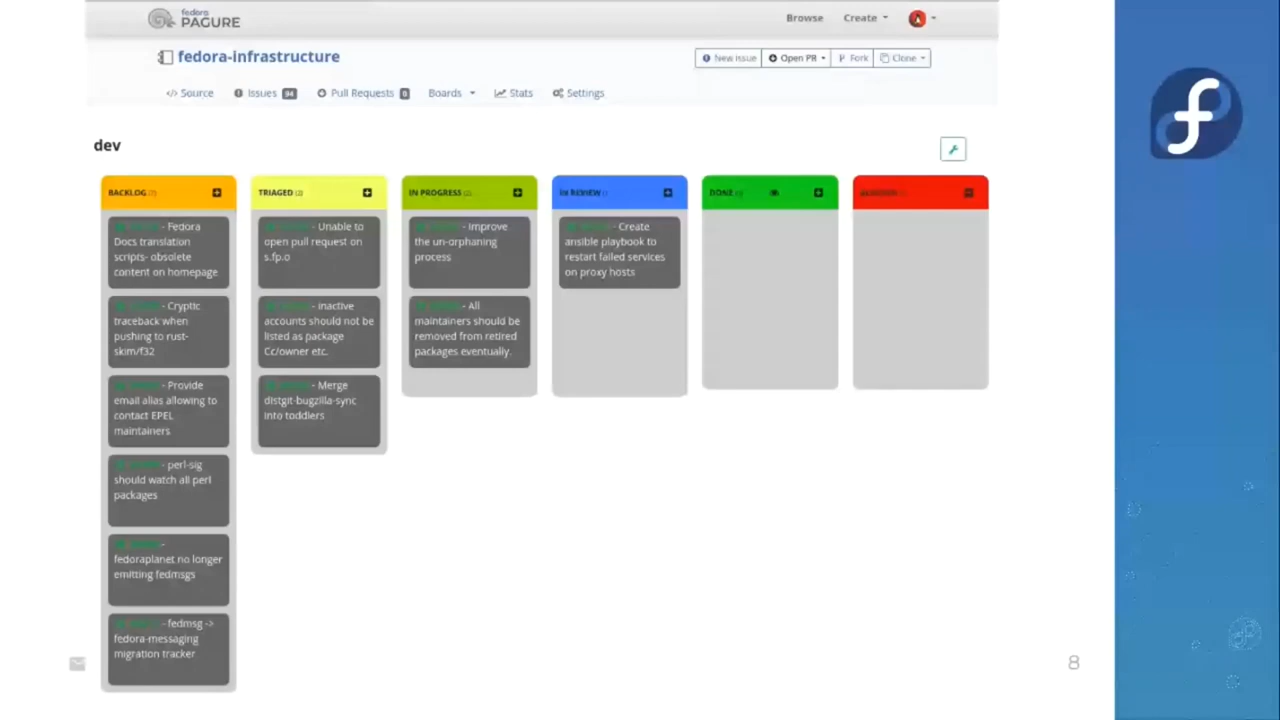 fedora
PAGURE
Browse
Create
fedora-infrastructure
New issue
Open PR
Fork
Clone
</> Source
Issues 94
Pull Requests 0
Boards
Stats
Settings
dev
BACKLOG (7)
- Fedora
Docs translation
scripts- obsolete
content on homepage
- Cryptic
traceback when
pushing to rust-
skim/f32
- Provide
email alias allowing to
contact EPEL
maintainers
- perl-sig
should watch all perl
packages
-
fedoraplanet no longer
emitting fedmsgs
- fedmsg ->
fedora-messaging
migration tracker
TRIAGED (3)
- Unable to
open pull request on
s.fp.o
- inactive
accounts should not be
listed as package
Cc/owner etc.
- Merge
distgit-bugzilla-sync
into toddlers
IN PROGRESS (2)
- Improve
the un-orphaning
process
- All
maintainers should be
removed from retired
packages eventually.
IN REVIEW
- Create
ansible playbook to
restart failed services
on proxy hosts
DONE
8